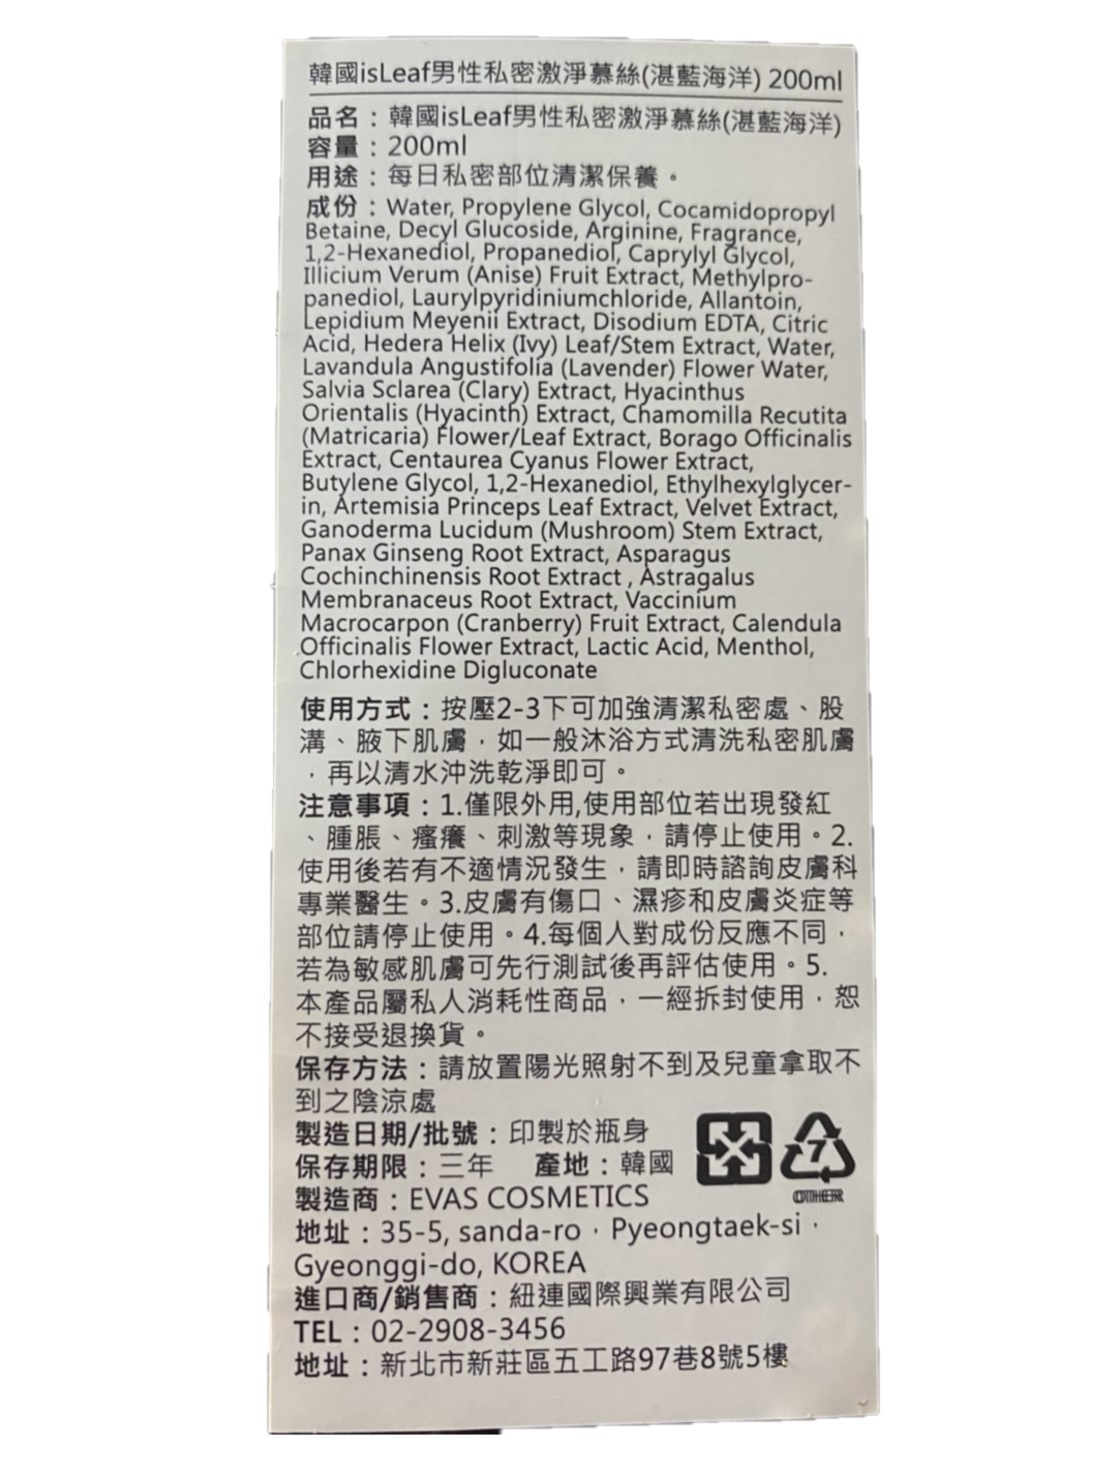 韓國isLeaf男性私密激淨慕絲(湛藍海洋) 200ml
品名：韓國isLeaf男性私密激淨慕絲(湛藍海洋)
容量：200ml
用途：每日私密部位清潔保養。
成份：Water, Propylene Glycol, Cocamidopropyl
Betaine, Decyl Glucoside, Arginine, Fragrance,
1,2-Hexanediol, Propanediol, Caprylyl Glycol,
Illicium Verum (Anise) Fruit Extract, Methylpro-
panediol, Laurylpyridiniumchloride, Allantoin,
Lepidium Meyenii Extract, Disodium EDTA, Citric
Acid, Hedera Helix (Ivy) Leaf/Stem Extract, Water,
Lavandula Angustifolia (Lavender) Flower Water,
Salvia Sclarea (Clary) Extract, Hyacinthus
Orientalis (Hyacinth) Extract, Chamomilla Recutita
(Matricaria) Flower/Leaf Extract, Borago Officinalis
Extract, Centaurea Cyanus Flower Extract,
Butylene Glycol, 1,2-Hexanediol, Ethylhexylglycer-
in, Artemisia Princeps Leaf Extract, Velvet Extract,
Ganoderma Lucidum (Mushroom) Stem Extract,
Panax Ginseng Root Extract, Asparagus
Cochinchinensis Root Extract , Astragalus
Membranaceus Root Extract, Vaccinium
Macrocarpon (Cranberry) Fruit Extract, Calendula
Officinalis Flower Extract, Lactic Acid, Menthol,
Chlorhexidine Digluconate
使用方式：按壓2-3下可加強清潔私密處、股
溝、腋下肌膚，如一般沐浴方式清洗私密肌膚
，再以清水沖洗乾淨即可。
注意事項：1.僅限外用,使用部位若出現發紅
、腫脹、瘙癢、刺激等現象，請停止使用。2.
使用後若有不適情況發生，請即時諮詢皮膚科
專業醫生。3.皮膚有傷口、濕疹和皮膚炎症等
部位請停止使用。4.每個人對成份反應不同，
若為敏感肌膚可先行測試後再評估使用。5.
本產品屬私人消耗性商品，一經拆封使用，恕
不接受退換貨。
保存方法：請放置陽光照射不到及兒童拿取不
到之陰涼處
製造日期/批號：印製於瓶身
保存期限：三年 產地：韓國
7
OTHER
製造商：EVAS COSMETICS
地址：35-5, sanda-ro，Pyeongtaek-si，
Gyeonggi-do, KOREA
進口商/銷售商：紐連國際興業有限公司
TEL：02-2908-3456
地址：新北市新莊區五工路97巷8號5樓